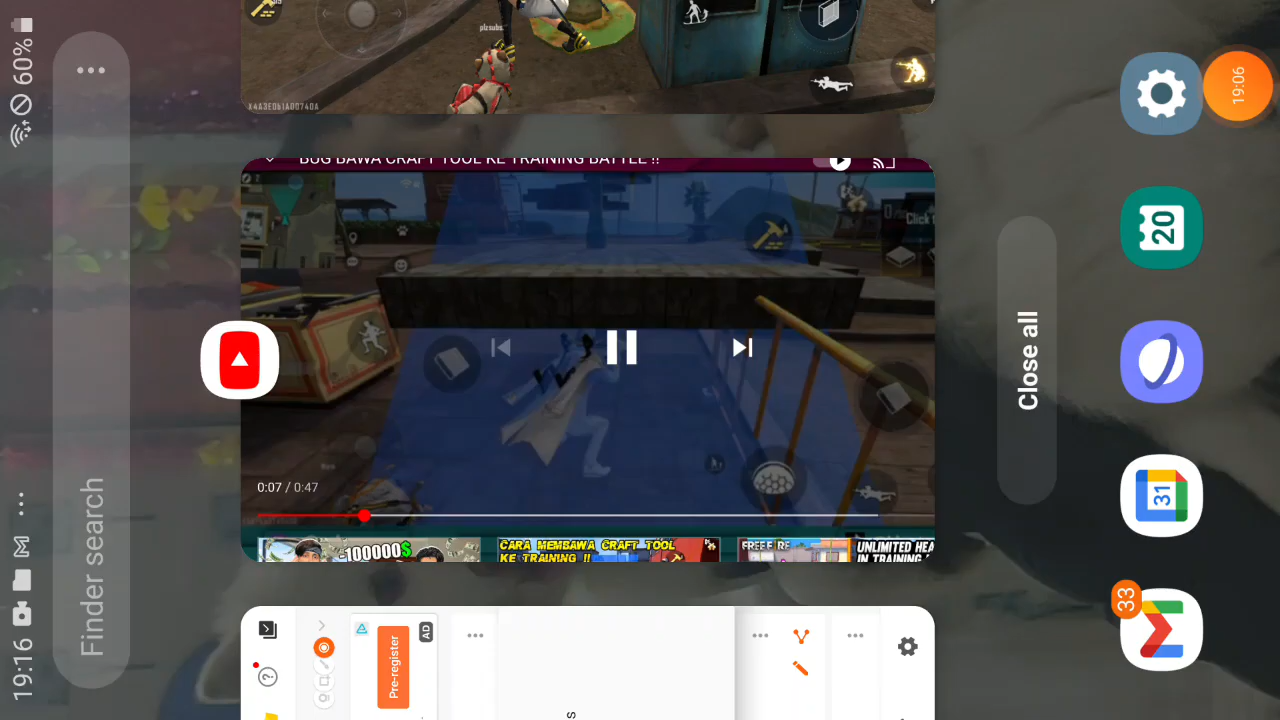 19:16
60%
Finder search
plzsubs
X4A3EDb1A00740A
BUG BAWA CRAFT TOOL KE TRAINING BATTLE !!
0:07 / 0:47
-100000$
CARA MEMBAWA CRAFT TOOL
KE TRAINING !!
FREE FIRE
UNLIMITED HEA
IN TRAINING
Pre-register
AD
Close all
19:06
20
31
33